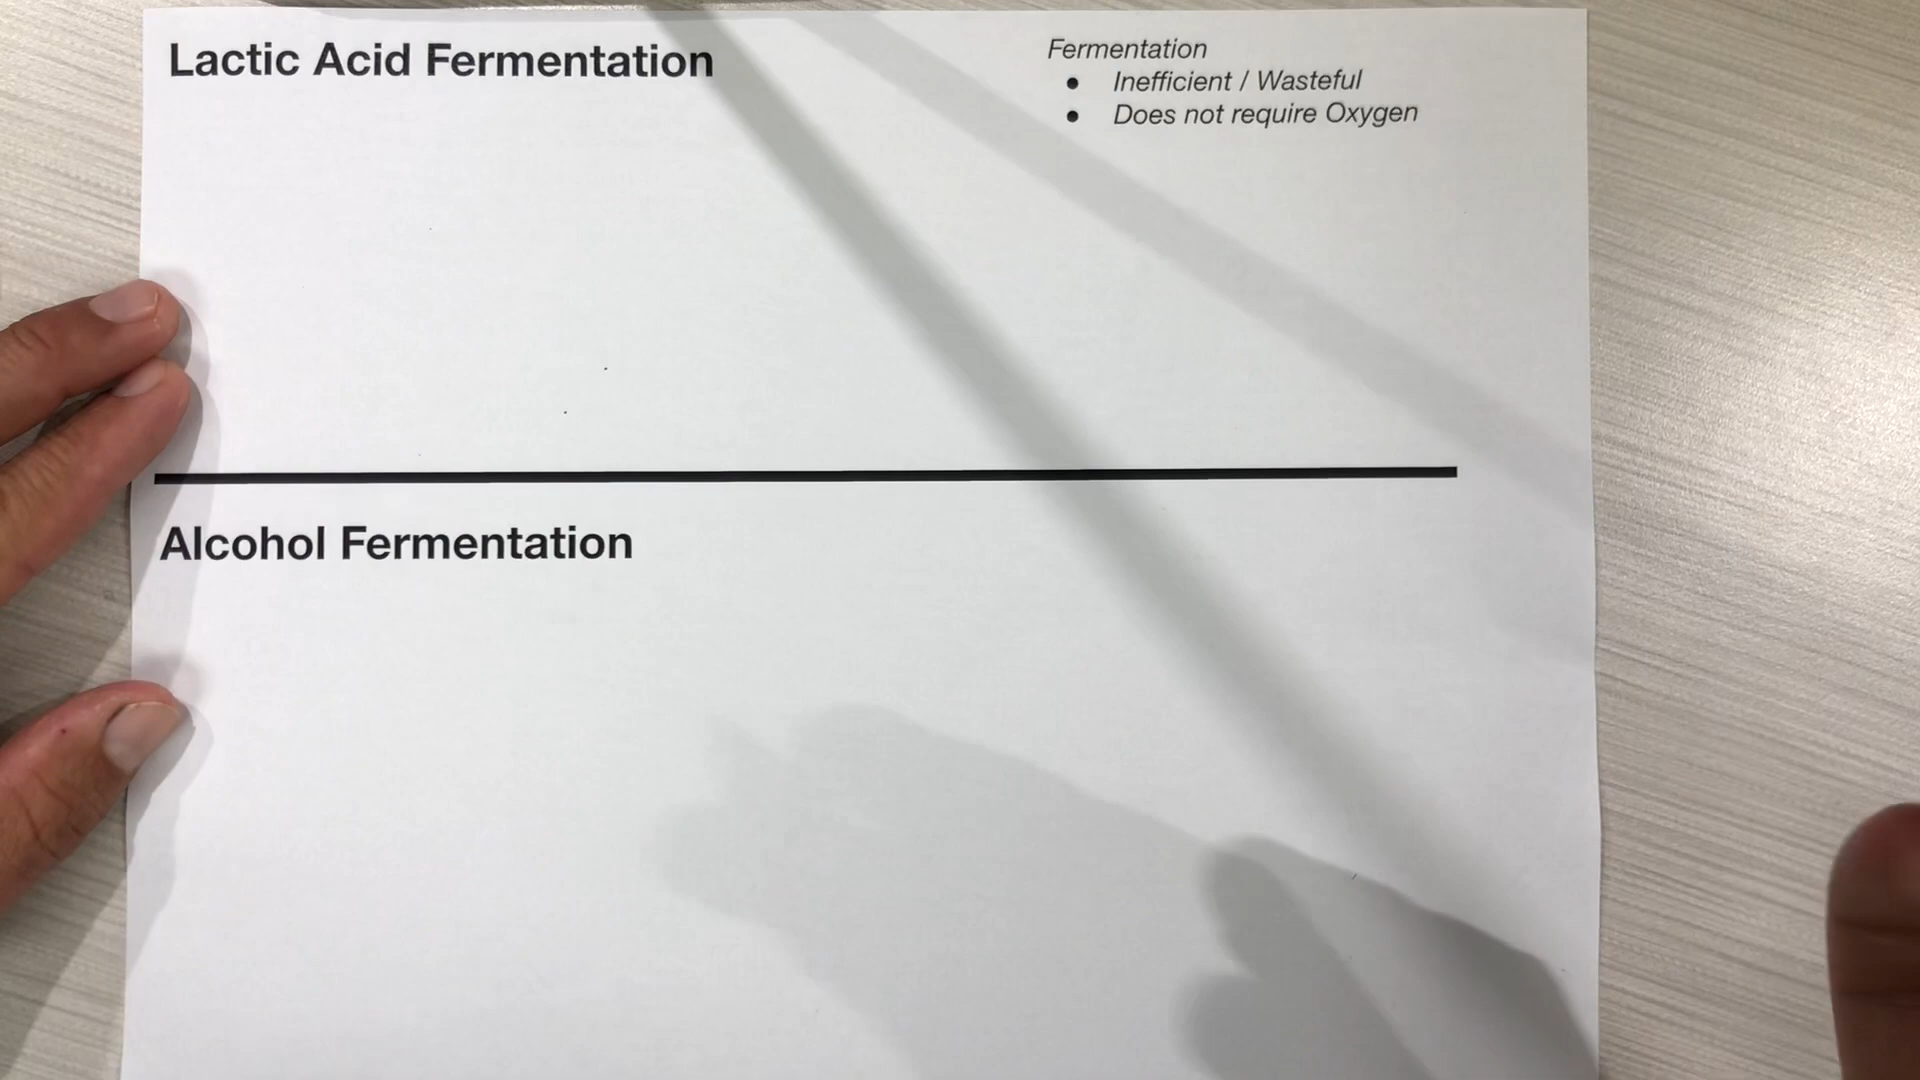 Lactic Acid Fermentation
Fermentation
● Inefficient / Wasteful
● Does not require Oxygen
Alcohol Fermentation